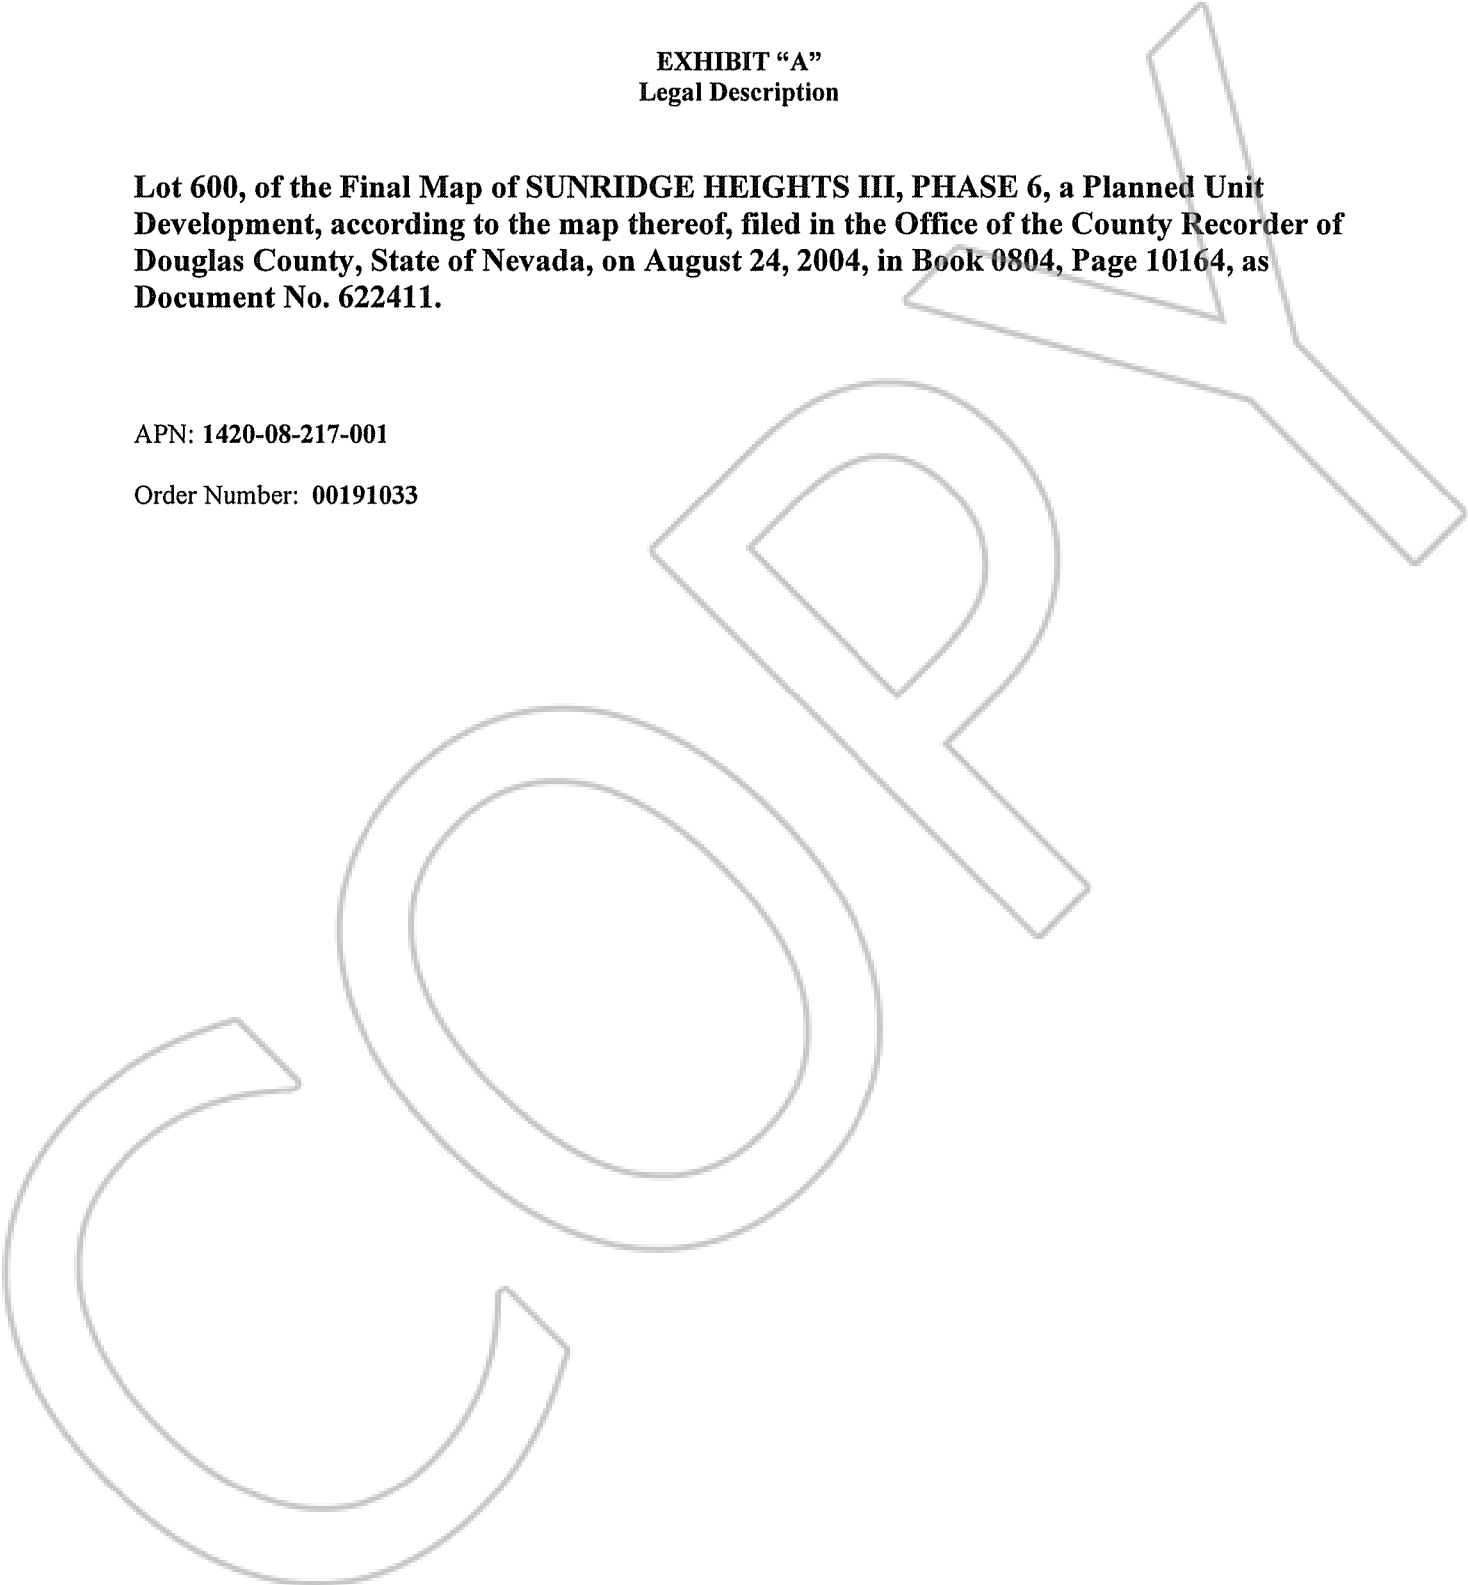 EXHIBIT “A”
Legal Description
Lot 600, of the Final Map of SUNRIDGE HEIGHTS III, PHASE 6, a Planned Unit
Development, according to the map thereof, filed in the Office of the County Recorder of
Douglas County, State of Nevada, on August 24, 2004, in Book 0804, Page 10164, as
Document No. 622411.
APN: 1420-08-217-001
Order Number: 00191033
COPY